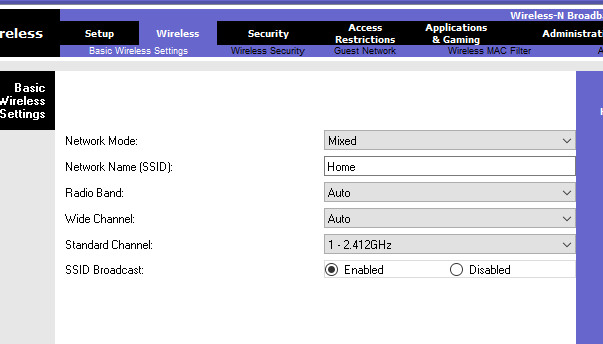 Wireless-N Broadba
reless Setup Wireless Security Access Restrictions Applications & Gaming Administrat
Basic Wireless Settings Wireless Security Guest Network Wireless MAC Filter A
Basic
Wireless
Settings
Network Mode: Mixed
Network Name (SSID): Home
Radio Band: Auto
Wide Channel: Auto
Standard Channel: 1 - 2.412GHz
SSID Broadcast: Enabled Disabled